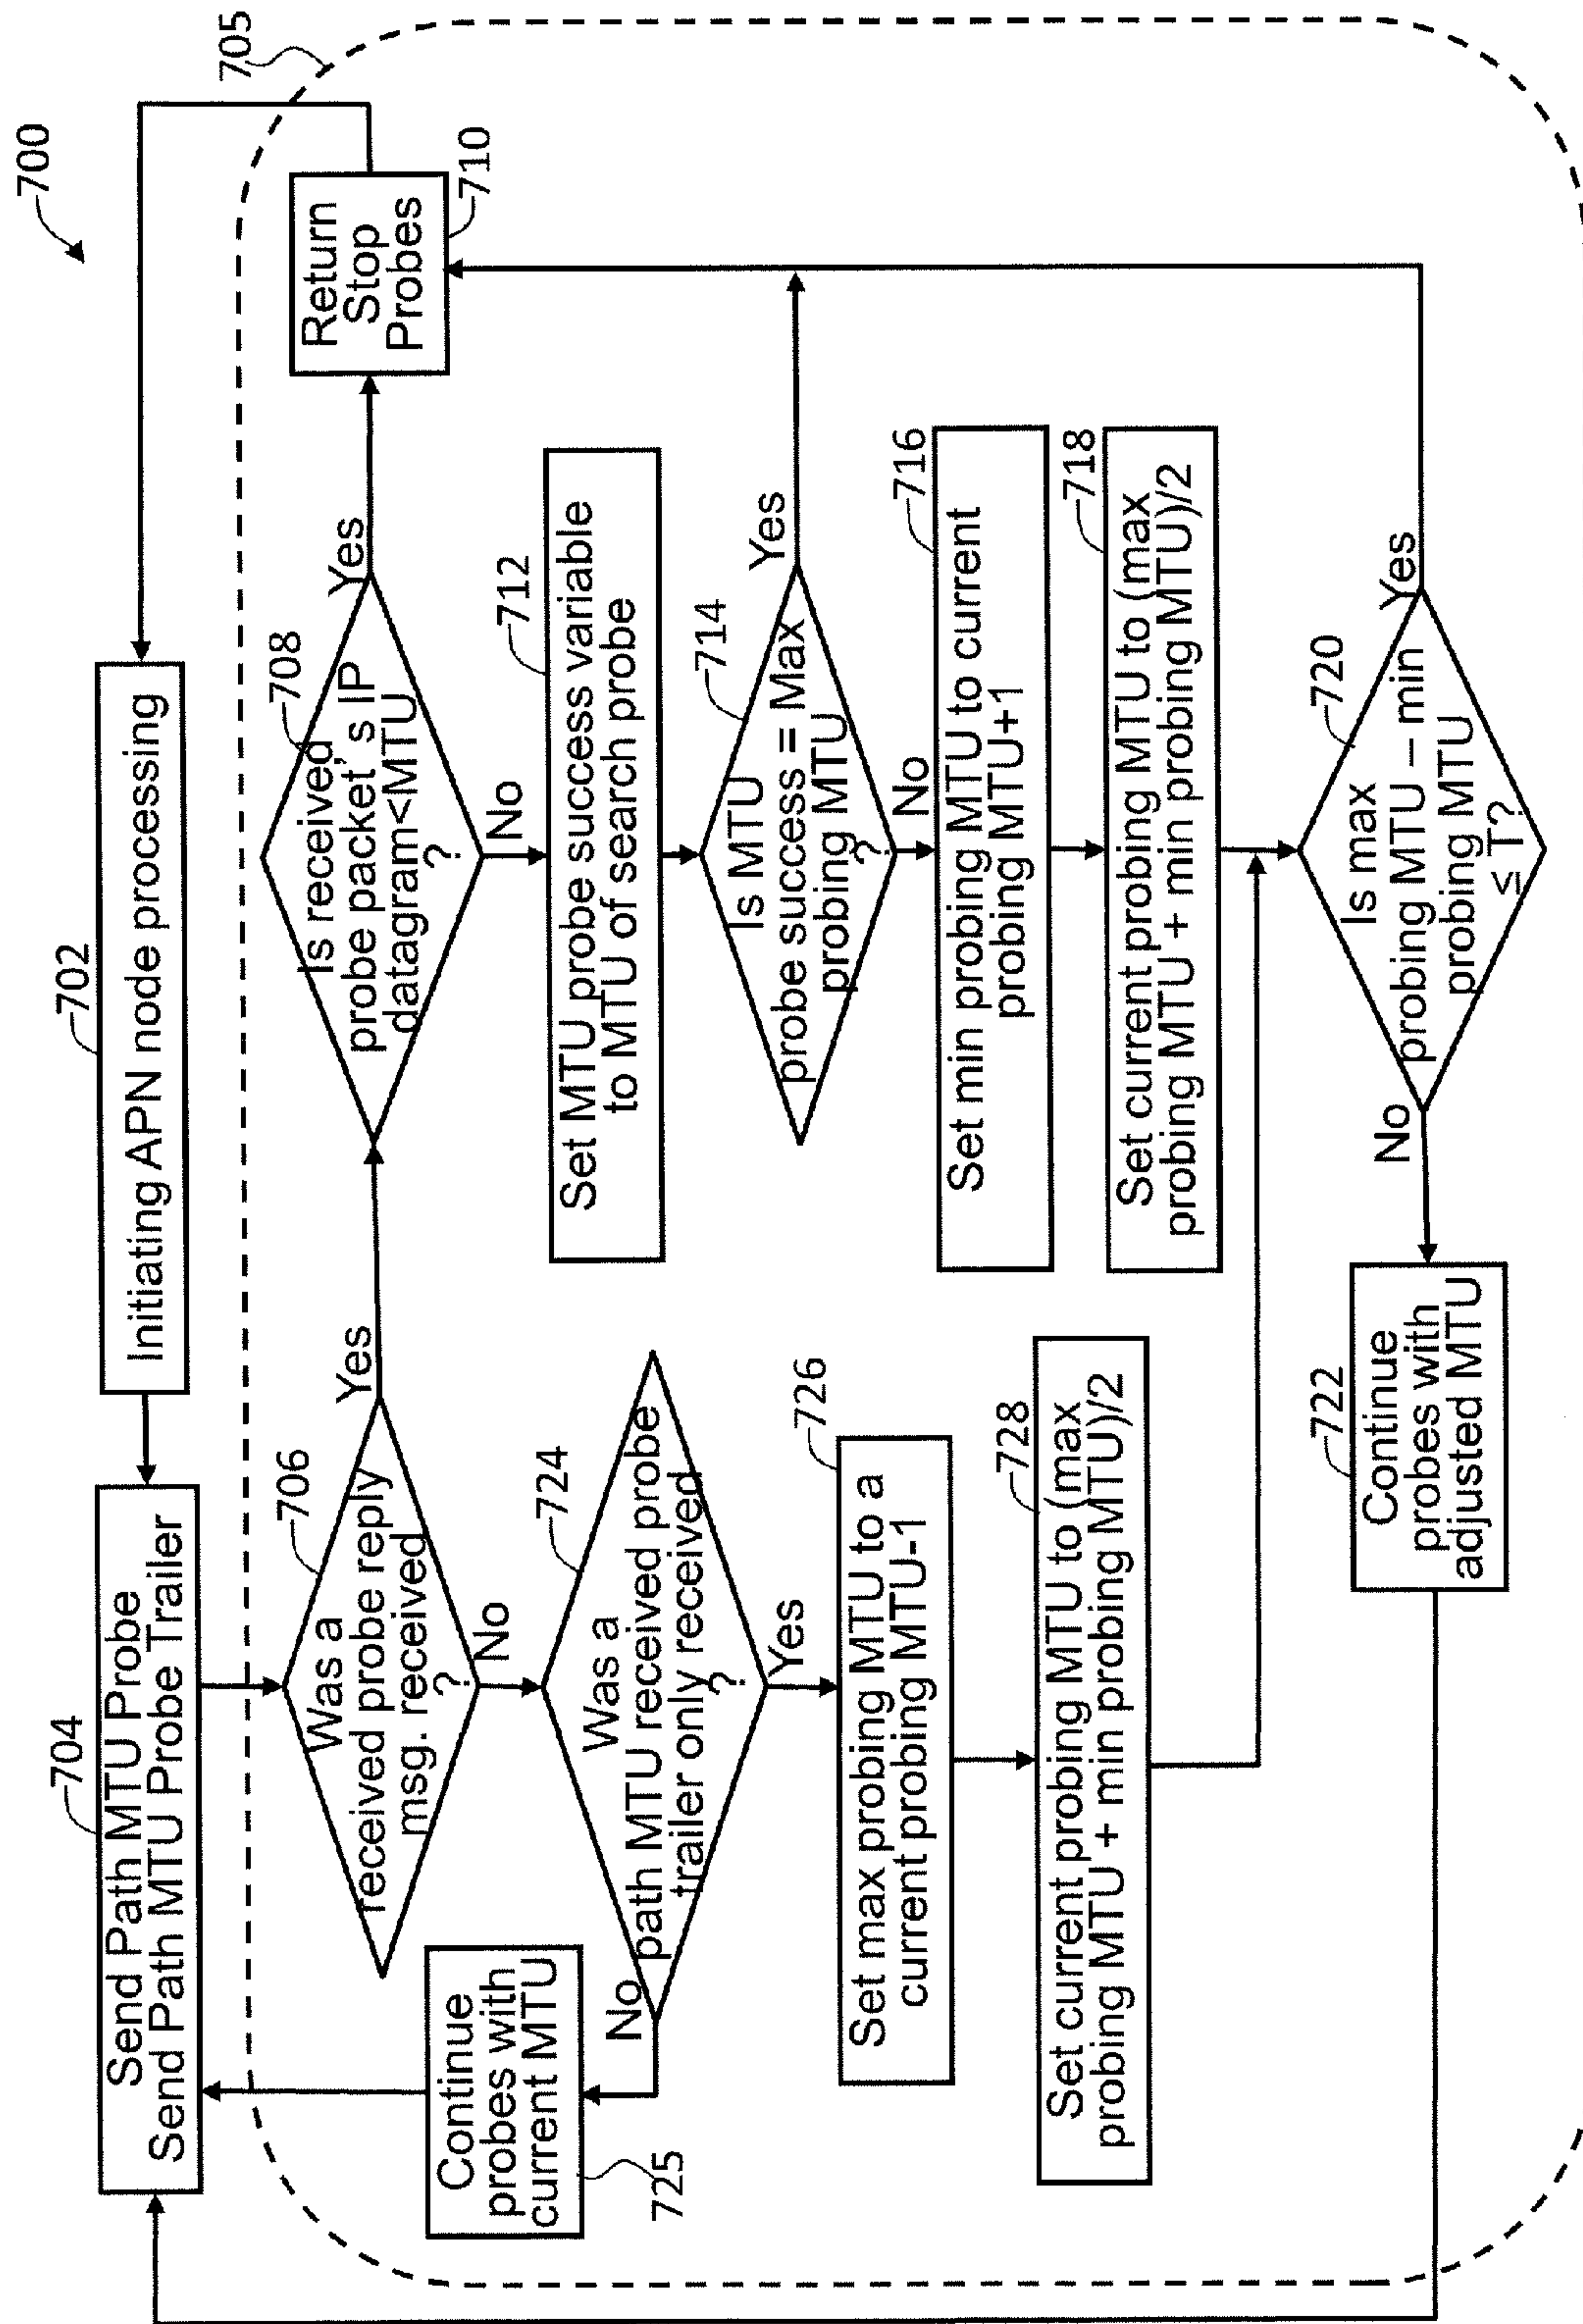 700
702
Initiating APN node processing
704
Send Path MTU Probe
Send Path MTU Probe Trailer
705
706
Was a
received probe reply
msg. received
?
Yes
No
708
Is received
probe packet's IP
datagram<MTU
?
Yes
No
Return
Stop
Probes
710
712
Set MTU probe success variable
to MTU of search probe
714
Is MTU
probe success = Max
probing MTU
?
Yes
No
716
Set min probing MTU to current
probing MTU+1
718
Set current probing MTU to (max
probing MTU + min probing MTU)/2
720
Is max
probing MTU – min
probing MTU
≤ T?
Yes
No
722
Continue
probes with
adjusted MTU
724
Was a
path MTU received probe
trailer only received
?
No
Yes
Continue
probes with
current MTU
725
726
Set max probing MTU to a
current probing MTU-1
728
Set current probing MTU to (max
probing MTU + min probing MTU)/2